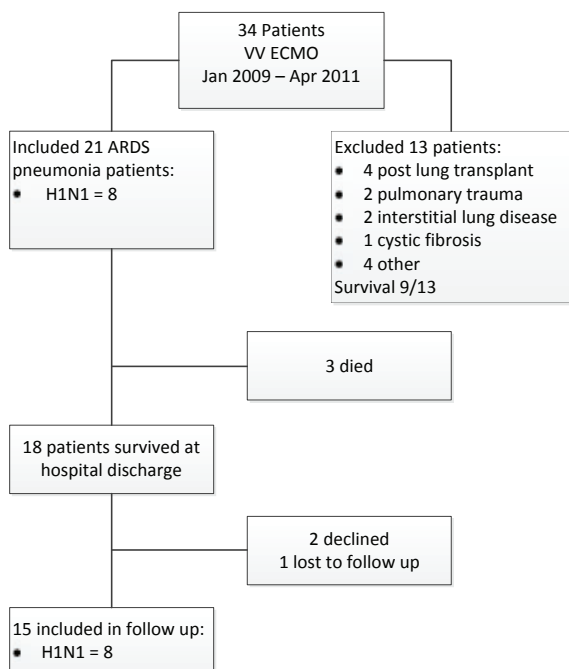 34 Patients
VV ECMO
Jan 2009 – Apr 2011
Included 21 ARDS
pneumonia patients:
• H1N1 = 8
Excluded 13 patients:
• 4 post lung transplant
• 2 pulmonary trauma
• 2 interstitial lung disease
• 1 cystic fibrosis
• 4 other
Survival 9/13
3 died
18 patients survived at
hospital discharge
2 declined
1 lost to follow up
15 included in follow up:
• H1N1 = 8